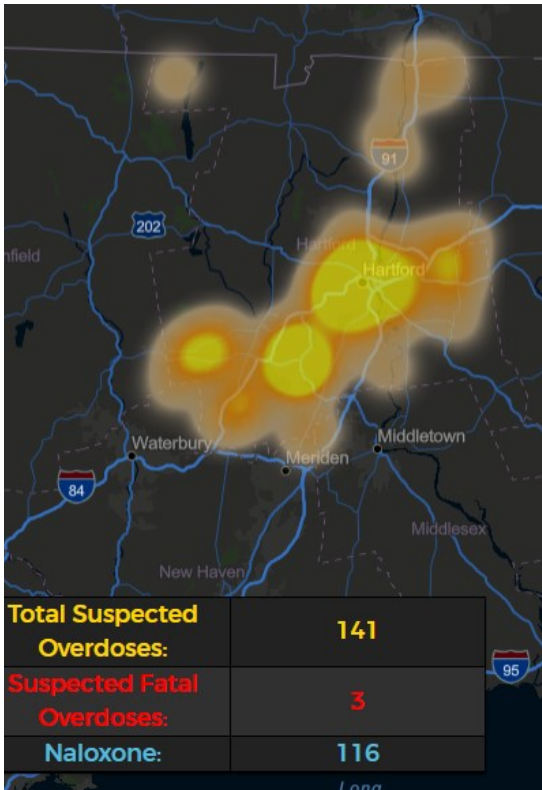 91
202
Hartford
nfield
Hartford
Waterbury
Middletown
Meriden
84
Middlesex
New Haven
Total Suspected
Overdoses:
141
95
Suspected Fatal
Overdoses:
3
Naloxone:
116
Long